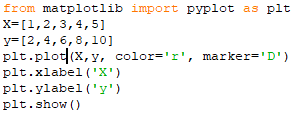 from matplotlib import pyplot as plt
X=[1,2,3,4,5]
y=[2,4,6,8,10]
plt.plot(X,y, color='r', marker='D')
plt.xlabel('X')
plt.ylabel('y')
plt.show()